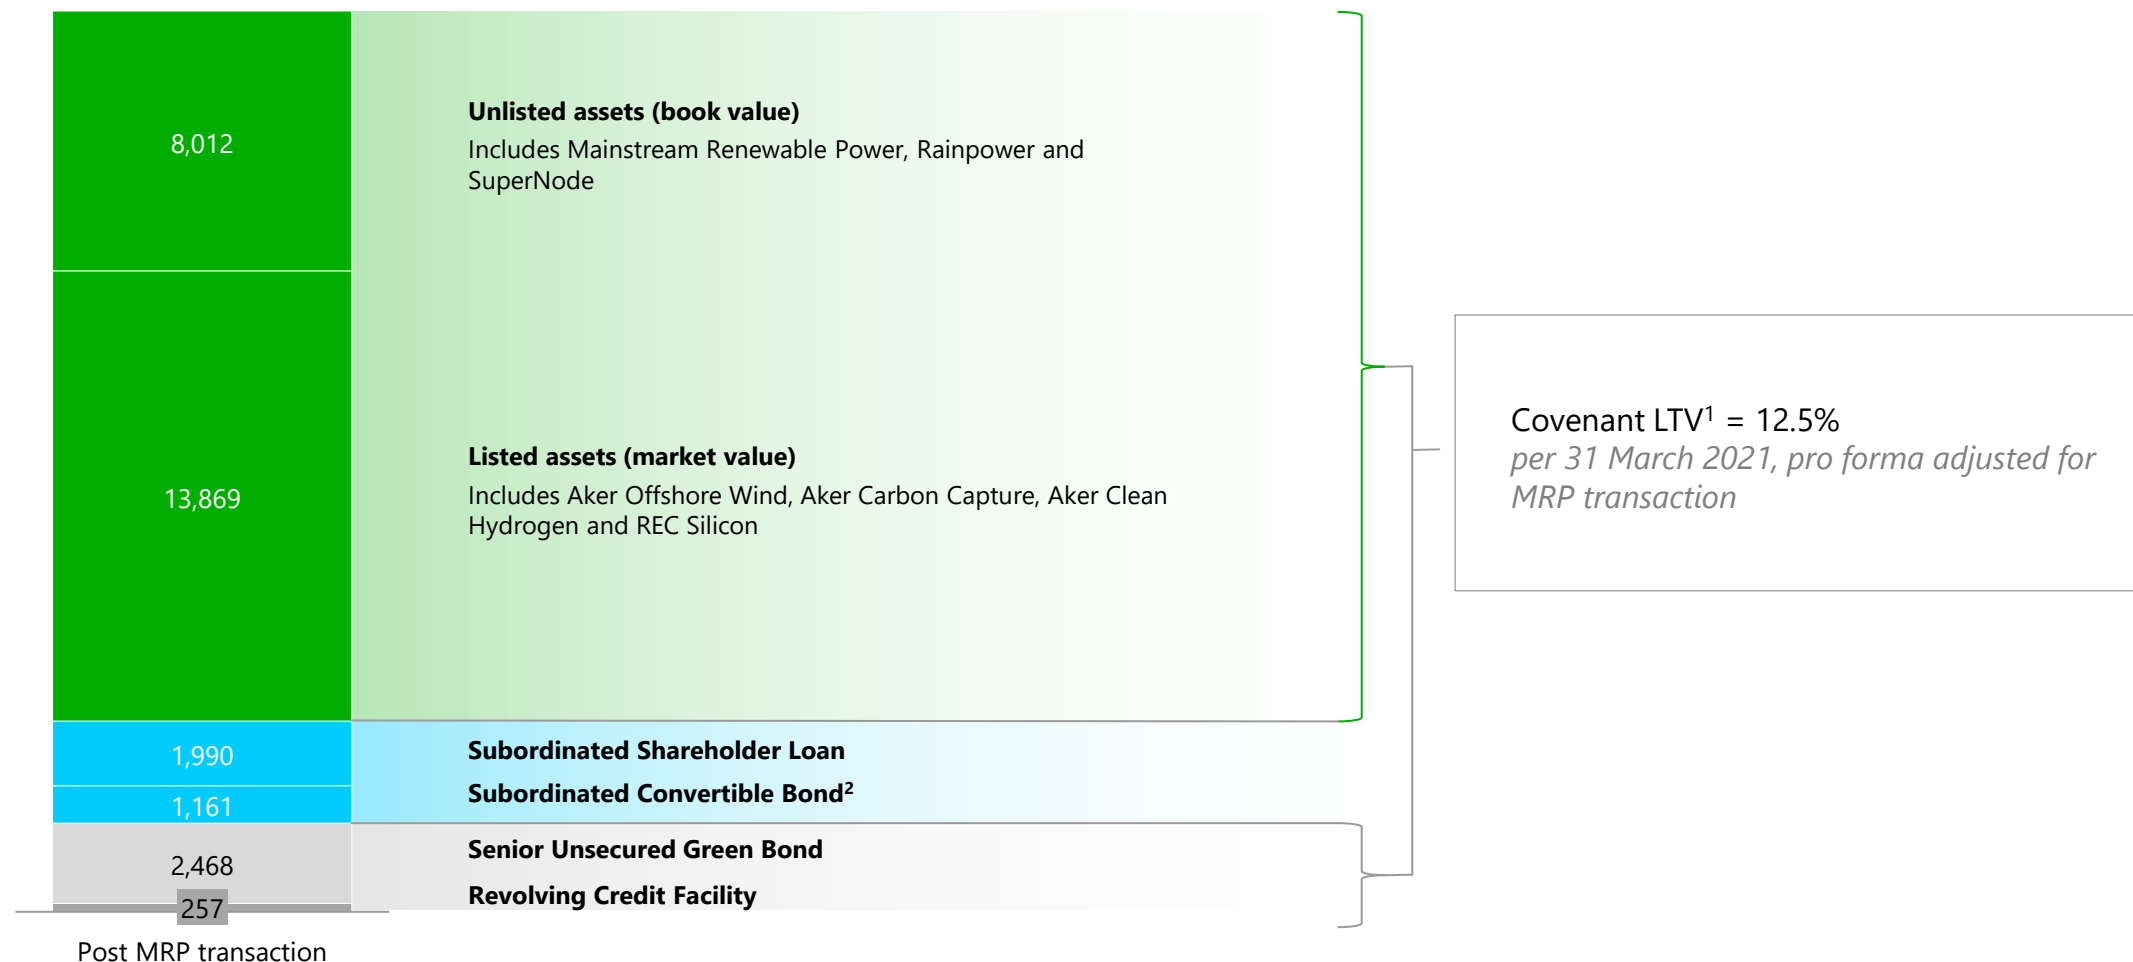 8,012
Unlisted assets (book value)
Includes Mainstream Renewable Power, Rainpower and
SuperNode
13,869
Listed assets (market value)
Includes Aker Offshore Wind, Aker Carbon Capture, Aker Clean
Hydrogen and REC Silicon
Covenant LTV¹ = 12.5%
per 31 March 2021, pro forma adjusted for
MRP transaction
1,990
Subordinated Shareholder Loan
1,161
Subordinated Convertible Bond²
2,468
Senior Unsecured Green Bond
257
Revolving Credit Facility
Post MRP transaction